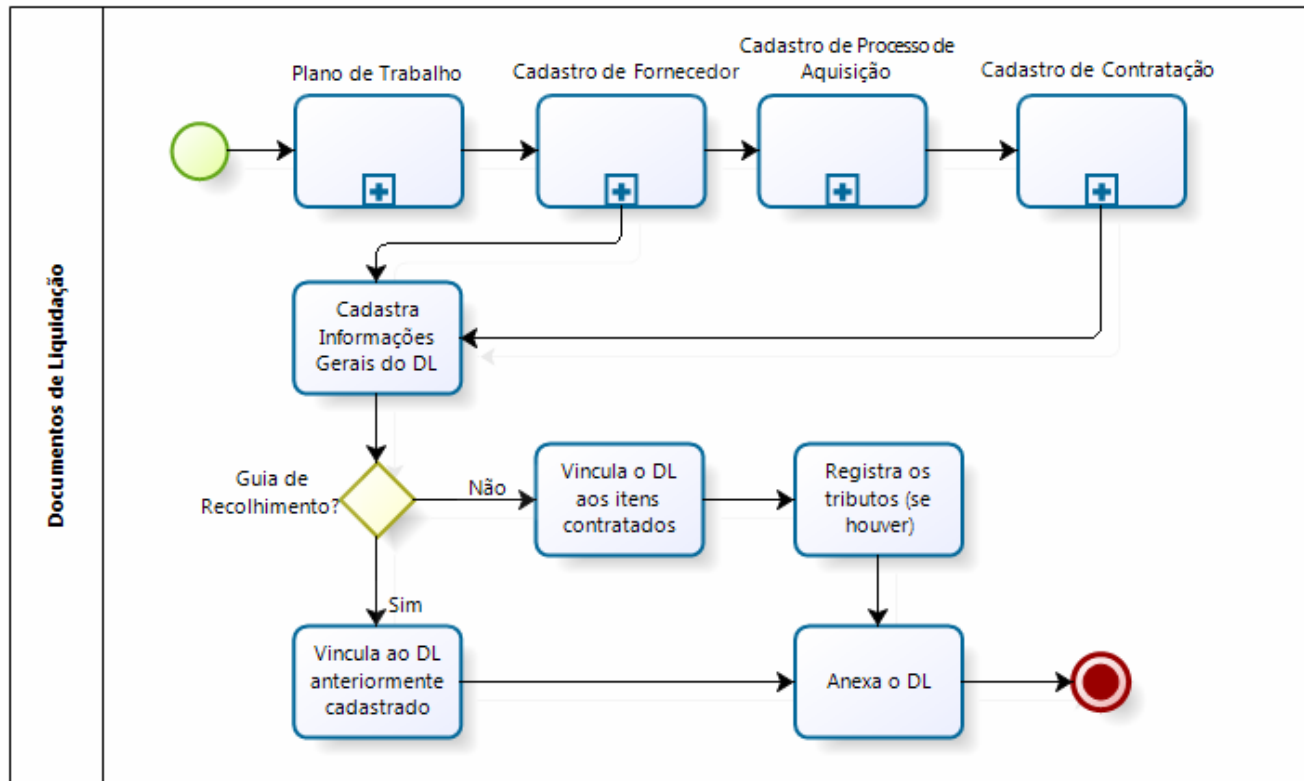 Documentos de Liquidação
Plano de Trabalho
Cadastro de Fornecedor
Cadastro de Processo de
Aquisição
Cadastro de Contratação
Cadastra
Informações
Gerais do DL
Guia de
Recolhimento?
Não
Vincula o DL
aos itens
contratados
Registra os
tributos (se
houver)
Sim
Vincula ao DL
anteriormente
cadastrado
Anexa o DL